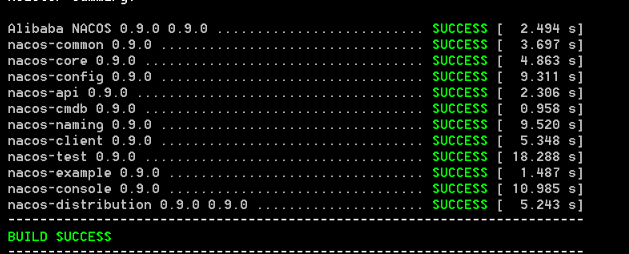 Alibaba NACOS 0.9.0 0.9.0 .......................... SUCCESS [  2.494 s]
nacos-common 0.9.0 ................................. SUCCESS [  3.697 s]
nacos-core 0.9.0 ................................... SUCCESS [  4.863 s]
nacos-config 0.9.0 ................................. SUCCESS [  9.311 s]
nacos-api 0.9.0 .................................... SUCCESS [  2.306 s]
nacos-cmdb 0.9.0 ................................... SUCCESS [  0.958 s]
nacos-naming 0.9.0 ................................. SUCCESS [  9.520 s]
nacos-client 0.9.0 ................................. SUCCESS [  5.348 s]
nacos-test 0.9.0 ................................... SUCCESS [ 18.288 s]
nacos-example 0.9.0 ................................ SUCCESS [  1.487 s]
nacos-console 0.9.0 ................................ SUCCESS [ 10.985 s]
nacos-distribution 0.9.0 0.9.0 ..................... SUCCESS [  5.243 s]
------------------------------------------------------------------------
BUILD SUCCESS
------------------------------------------------------------------------